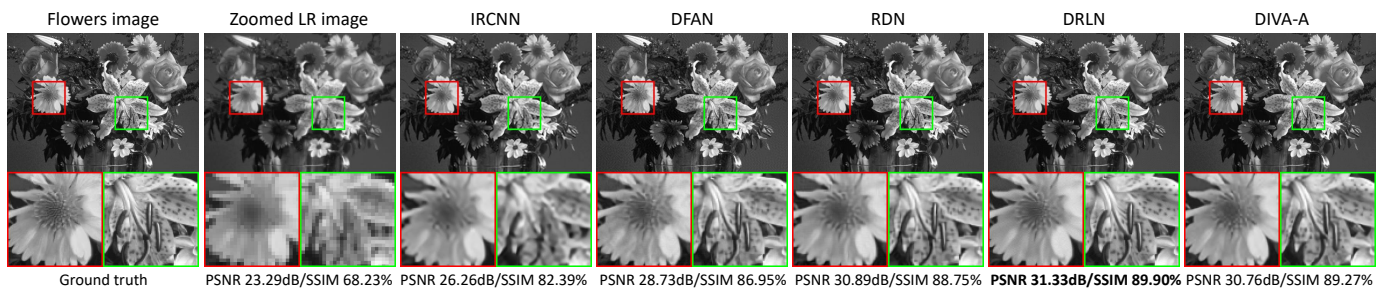 Flowers image Zoomed LR image IRCNN DFAN RDN DRLN DIVA-A
Ground truth PSNR 23.29dB/SSIM 68.23% PSNR 26.26dB/SSIM 82.39% PSNR 28.73dB/SSIM 86.95% PSNR 30.89dB/SSIM 88.75% PSNR 31.33dB/SSIM 89.90% PSNR 30.76dB/SSIM 89.27%